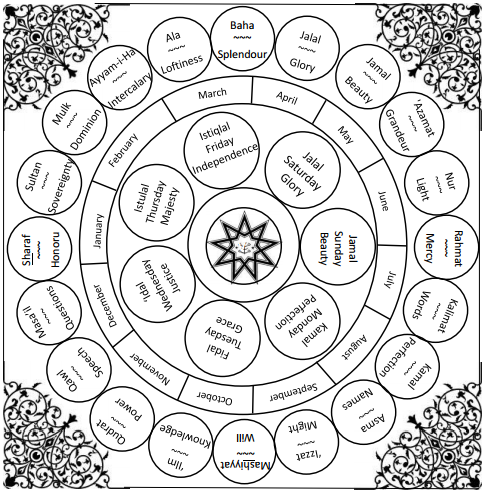 Baha
~~~
Splendour
Jalal
~~~
Glory
Jamal
~~~
Beauty
'Azamat
~~~
Grandeur
Nur
~~~
Light
Rahmat
~~~
Mercy
Kalimat
~~~
Words
Kamal
~~~
Perfection
Asma
~~~
Names
'Izzat
~~~
Might
Mashiyyat
~~~
Will
'Ilm
~~~
Knowledge
Qudrat
~~~
Power
Qawl
~~~
Speech
Masa'il
~~~
Questions
Sharaf
~~~
Honoru
Sultan
~~~
Sovereignty
Mulk
~~~
Dominion
Ayyam-i-Ha
~~~
Intercalary
Ala
~~~
Loftiness
March
April
May
June
July
August
September
October
November
December
January
February
Istiqlal
Friday
Independence
Jalal
Saturday
Glory
Jamal
Sunday
Beauty
Kamal
Monday
Perfection
Fidal
Tuesday
Grace
'Idal
Wednesday
Justice
Istulal
Thursday
Majesty